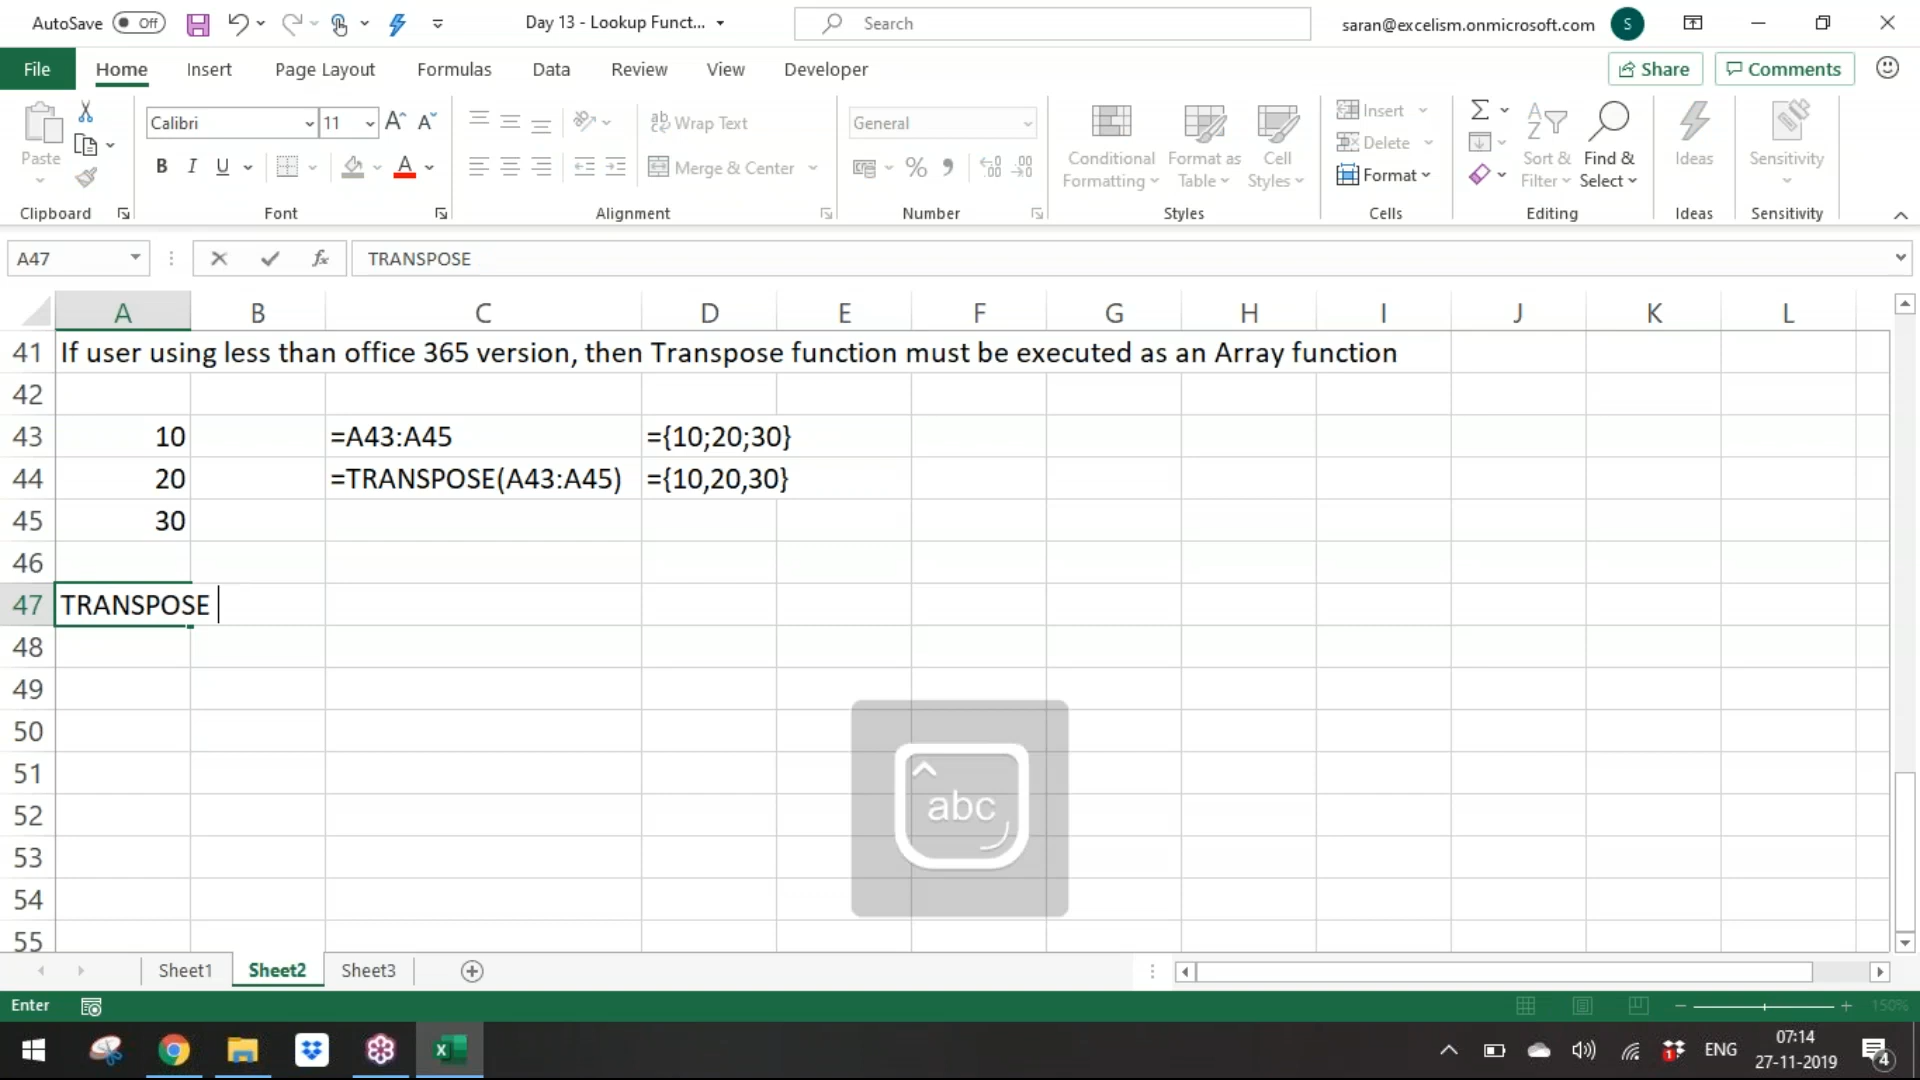 AutoSave Off
Day 13 - Lookup Funct...
Search
saran@excelism.onmicrosoft.com
S
File Home Insert Page Layout Formulas Data Review View Developer
Share Comments
Paste
Calibri 11
B I U
Wrap Text
Merge & Center
General
Conditional Formatting
Format as Table
Cell Styles
Insert
Delete
Format
Sort & Filter
Find & Select
Ideas
Sensitivity
Clipboard Font Alignment Number Styles Cells Editing Ideas Sensitivity
A47 fx TRANSPOSE
A B C D E F G H I J K L
41 If user using less than office 365 version, then Transpose function must be executed as an Array function
42
43 10 =A43:A45 ={10;20;30}
44 20 =TRANSPOSE(A43:A45) ={10,20,30}
45 30
46
47 TRANSPOSE
48
49
50
51
52
53
54
55
abc
Sheet1 Sheet2 Sheet3
Enter 150%
ENG
07:14
27-11-2019
1
4